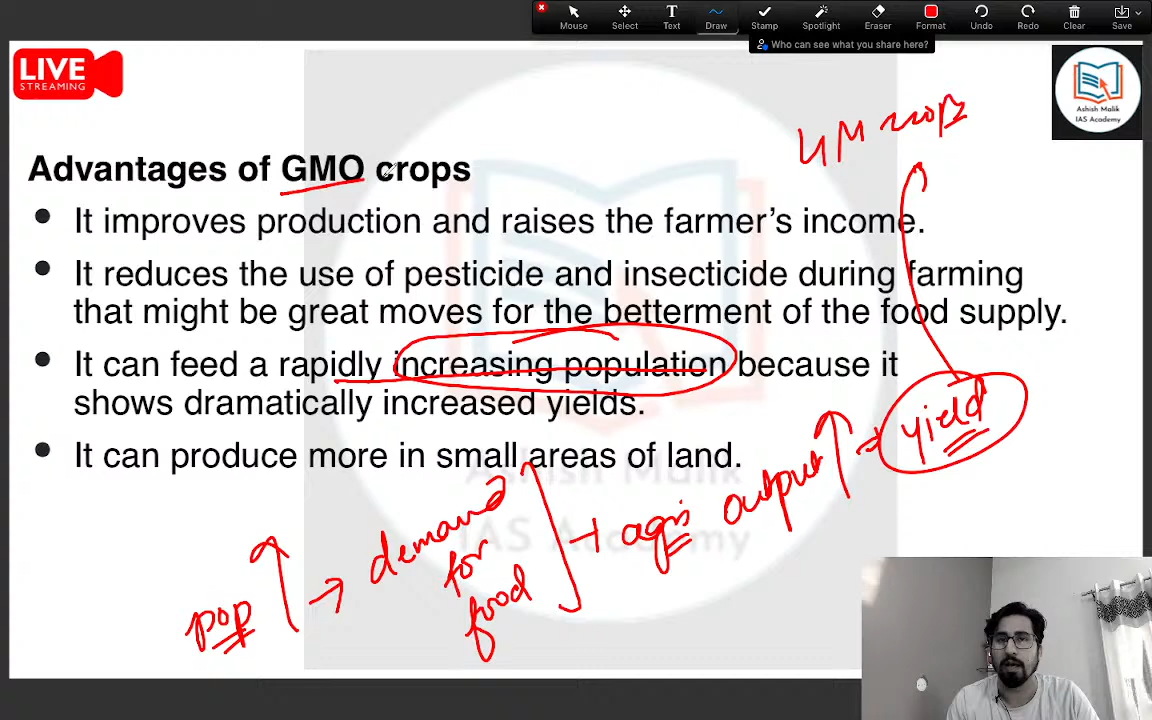 Mouse Select Text Draw Stamp Spotlight Eraser Format Undo Redo Clear Save
Who can see what you share here?
LIVE
STREAMING
Ashish Malik
IAS Academy
GM crops
Advantages of GMO crops
It improves production and raises the farmer's income.
It reduces the use of pesticide and insecticide during farming
that might be great moves for the betterment of the food supply.
It can feed a rapidly increasing population because it
shows dramatically increased yields.
It can produce more in small areas of land.
pop ↑ → demand for food
agri output ↑ ⇒ yield
Ashish Malik
IAS Academy